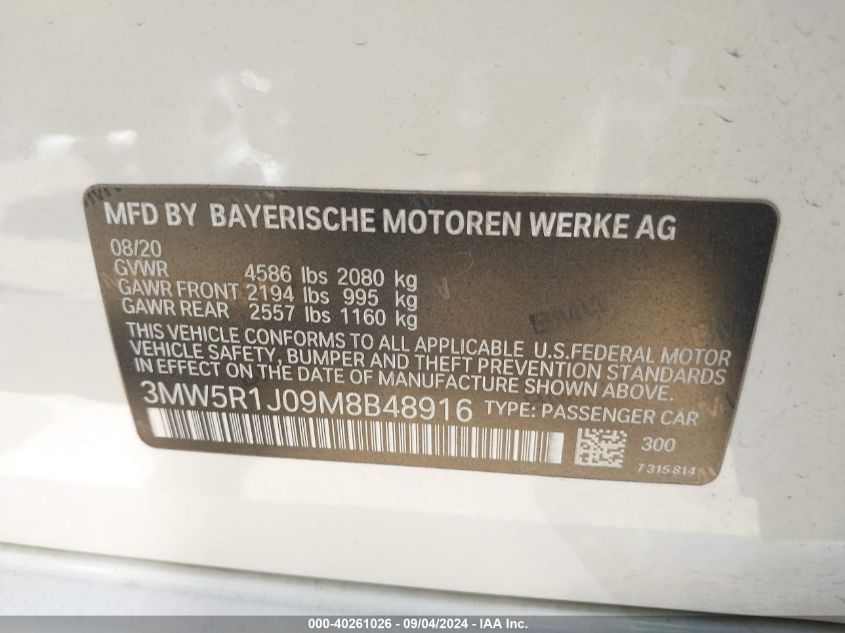 MFD BY BAYERISCHE MOTOREN WERKE AG
08/20
GVWR 4586 lbs 2080 kg
GAWR FRONT 2194 lbs 995 kg
GAWR REAR 2557 lbs 1160 kg
THIS VEHICLE CONFORMS TO ALL APPLICABLE U.S.FEDERAL MOTOR
VEHICLE SAFETY, BUMPER AND THEFT PREVENTION STANDARDS
IN EFFECT ON THE DATE OF MANUFACTURE SHOWN ABOVE.
3MW5R1J09M8B48916 TYPE: PASSENGER CAR
300
7315814
000-40261026 - 09/04/2024 - IAA Inc.